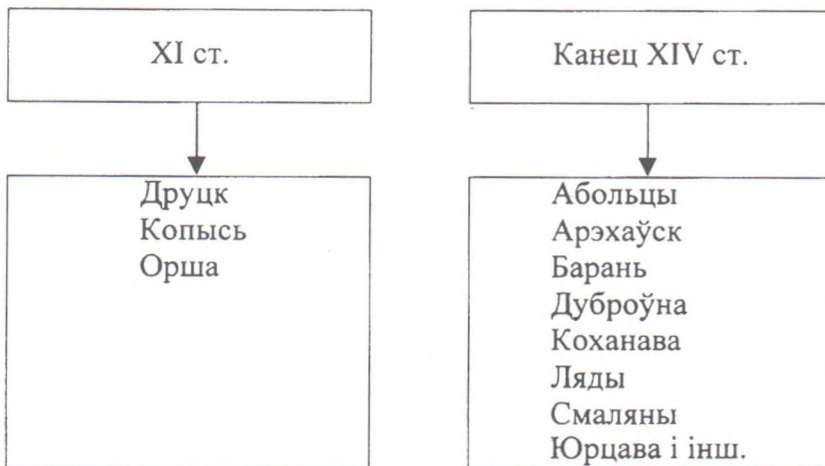 XI ст.
Канец XIV ст.
Друцк
Копысь
Орша
Абольцы
Арэхаўск
Барань
Дуброўна
Коханава
Ляды
Смаляны
Юрцава і інш.